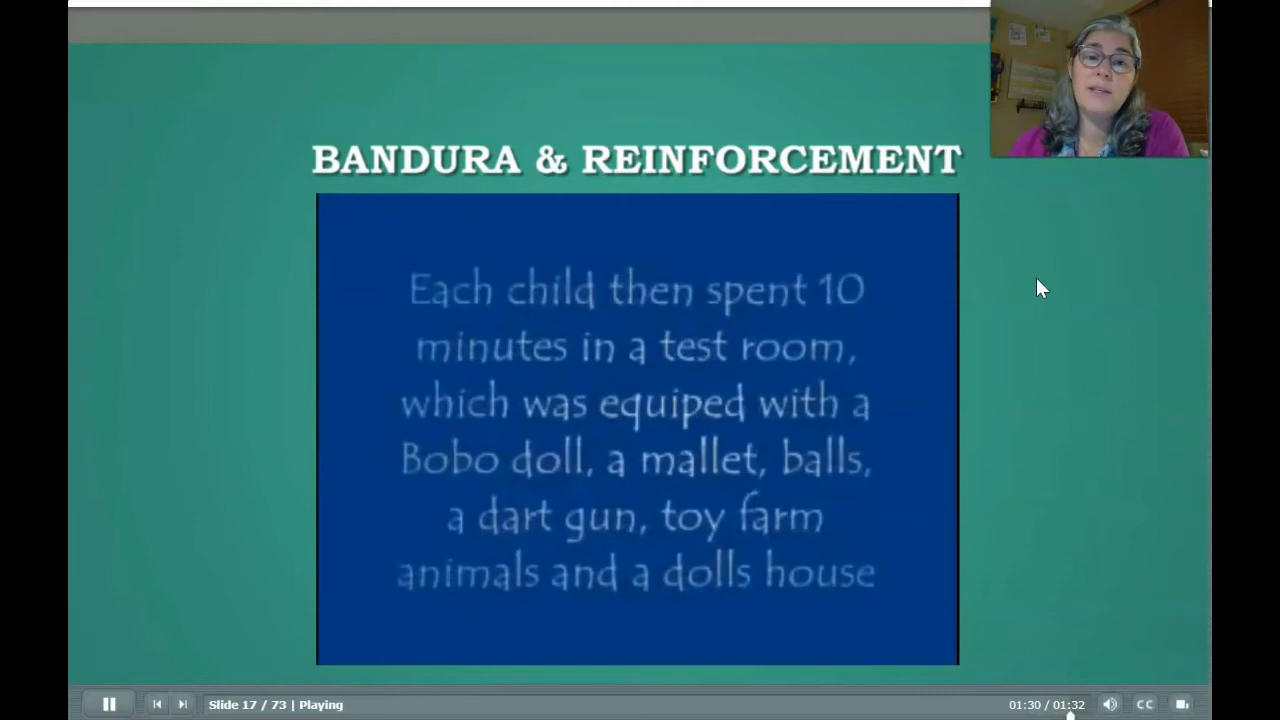 BANDURA & REINFORCEMENT
Each child then spent 10
minutes in a test room,
which was equiped with a
Bobo doll, a mallet, balls,
a dart gun, toy farm
animals and a dolls house
Slide 17 / 73 | Playing
01:30 / 01:32
CC